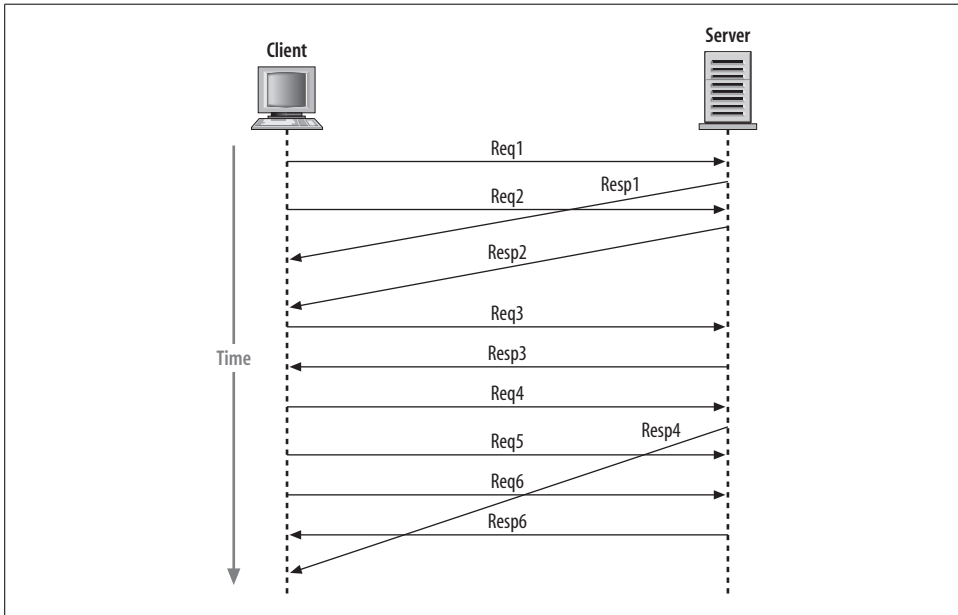 Client
Server
Req1
Resp1
Req2
Resp2
Req3
Time
Resp3
Req4
Resp4
Req5
Req6
Resp6